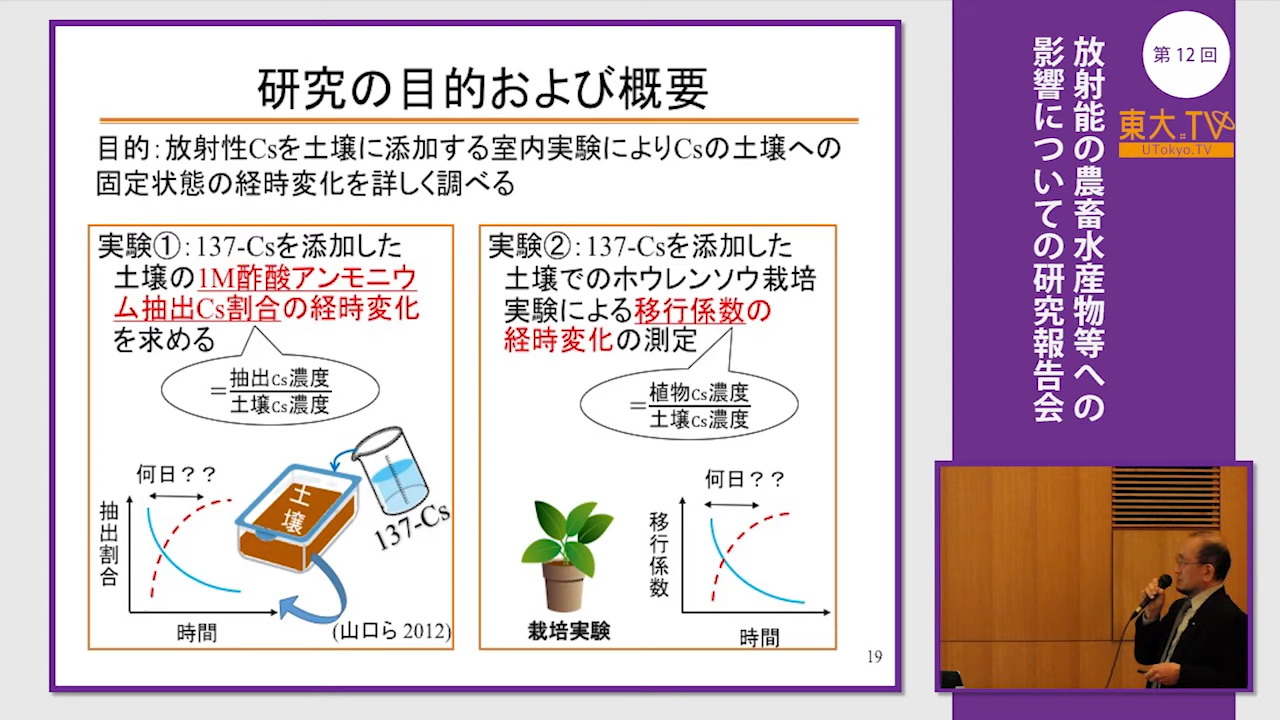 研究の目的および概要
目的：放射性Csを土壌に添加する室内実験によりCsの土壌への
固定状態の経時変化を詳しく調べる
実験①：137-Csを添加した
土壌の1M酢酸アンモニウ
ム抽出Cs割合の経時変化
を求める
＝抽出Cs濃度
土壌Cs濃度
何日？？
抽出割合
時間
土壌
137-Cs
(山口ら 2012)
実験②：137-Csを添加した
土壌でのホウレンソウ栽培
実験による移行係数の
経時変化の測定
＝植物Cs濃度
土壌Cs濃度
栽培実験
何日？？
移行係数
時間
19
第12回
放射能の農畜水産物等への
影響についての研究報告会
東大.TV
UTokyo.TV